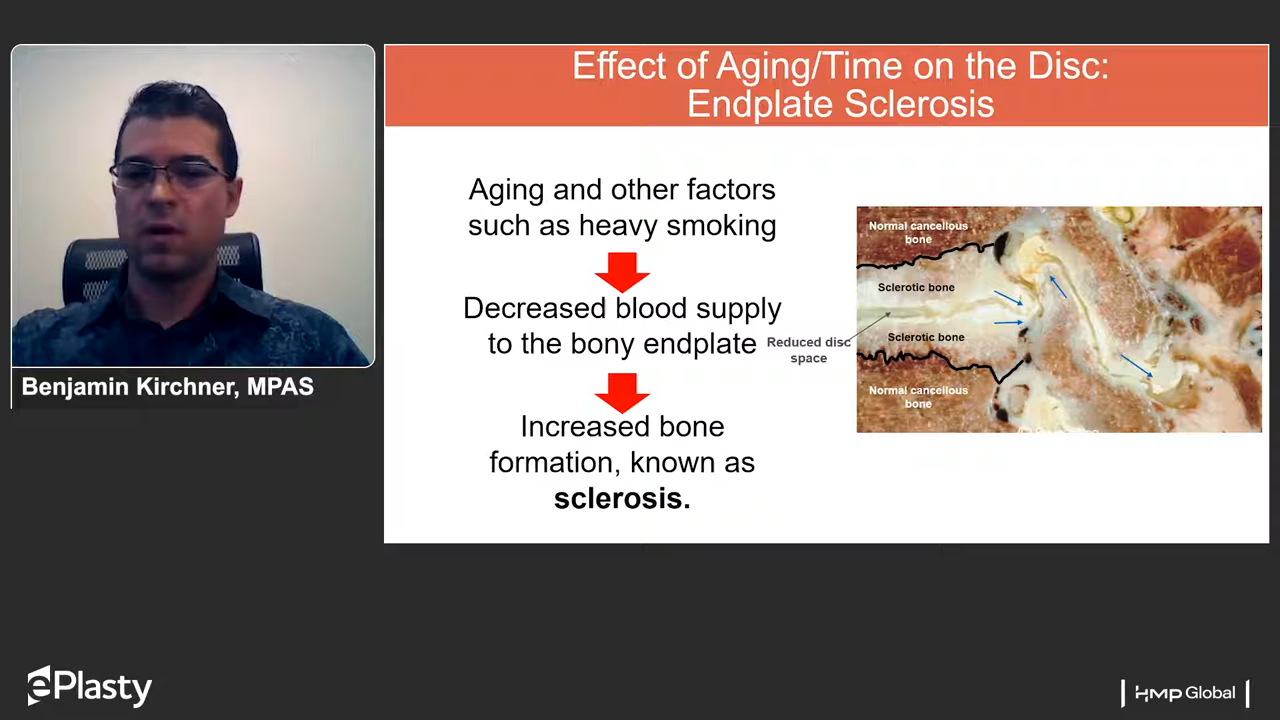 Effect of Aging/Time on the Disc:
Endplate Sclerosis
Aging and other factors
such as heavy smoking
Decreased blood supply
to the bony endplate
Increased bone
formation, known as
sclerosis.
Normal cancellous
bone
Sclerotic bone
Reduced disc
space
Sclerotic bone
Normal cancellous
bone
Benjamin Kirchner, MPAS
ePlasty
HMP Global